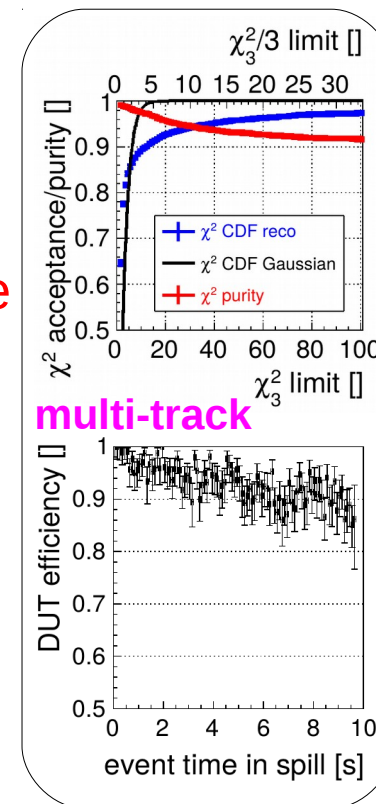 χ²₃/3 limit []
0 5 10 15 20 25 30
χ² acceptance/purity []
1
0.9
0.8
0.7
0.6
0.5
χ² CDF reco
χ² CDF Gaussian
χ² purity
0 20 40 60 80 100
χ²₃ limit []
e
multi-track
DUT efficiency []
1
0.9
0.8
0.7
0.6
0.5
0 2 4 6 8 10
event time in spill [s]